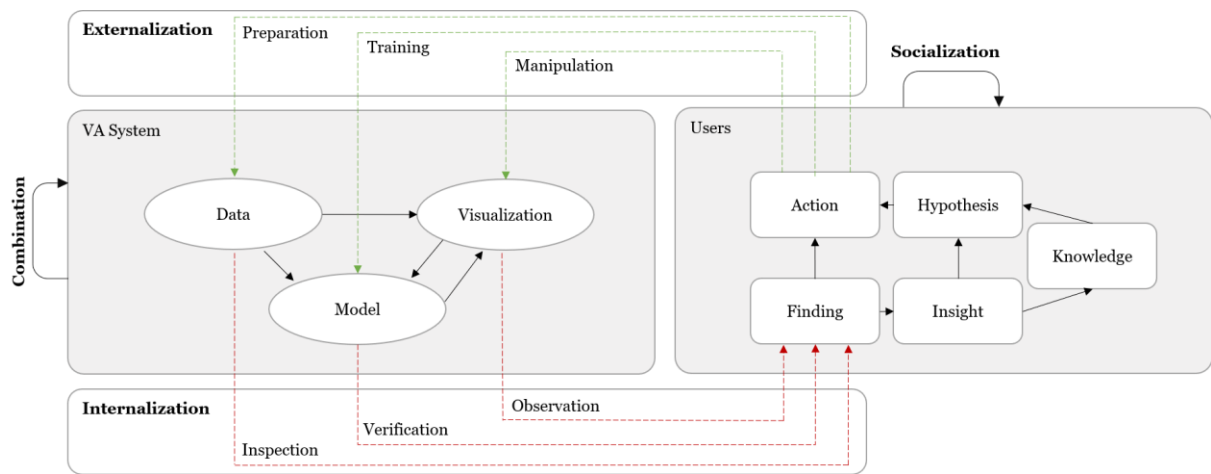 Externalization
Preparation
Training
Manipulation
Socialization
VA System
Users
Combination
Data
Visualization
Model
Action
Hypothesis
Knowledge
Finding
Insight
Internalization
Observation
Verification
Inspection